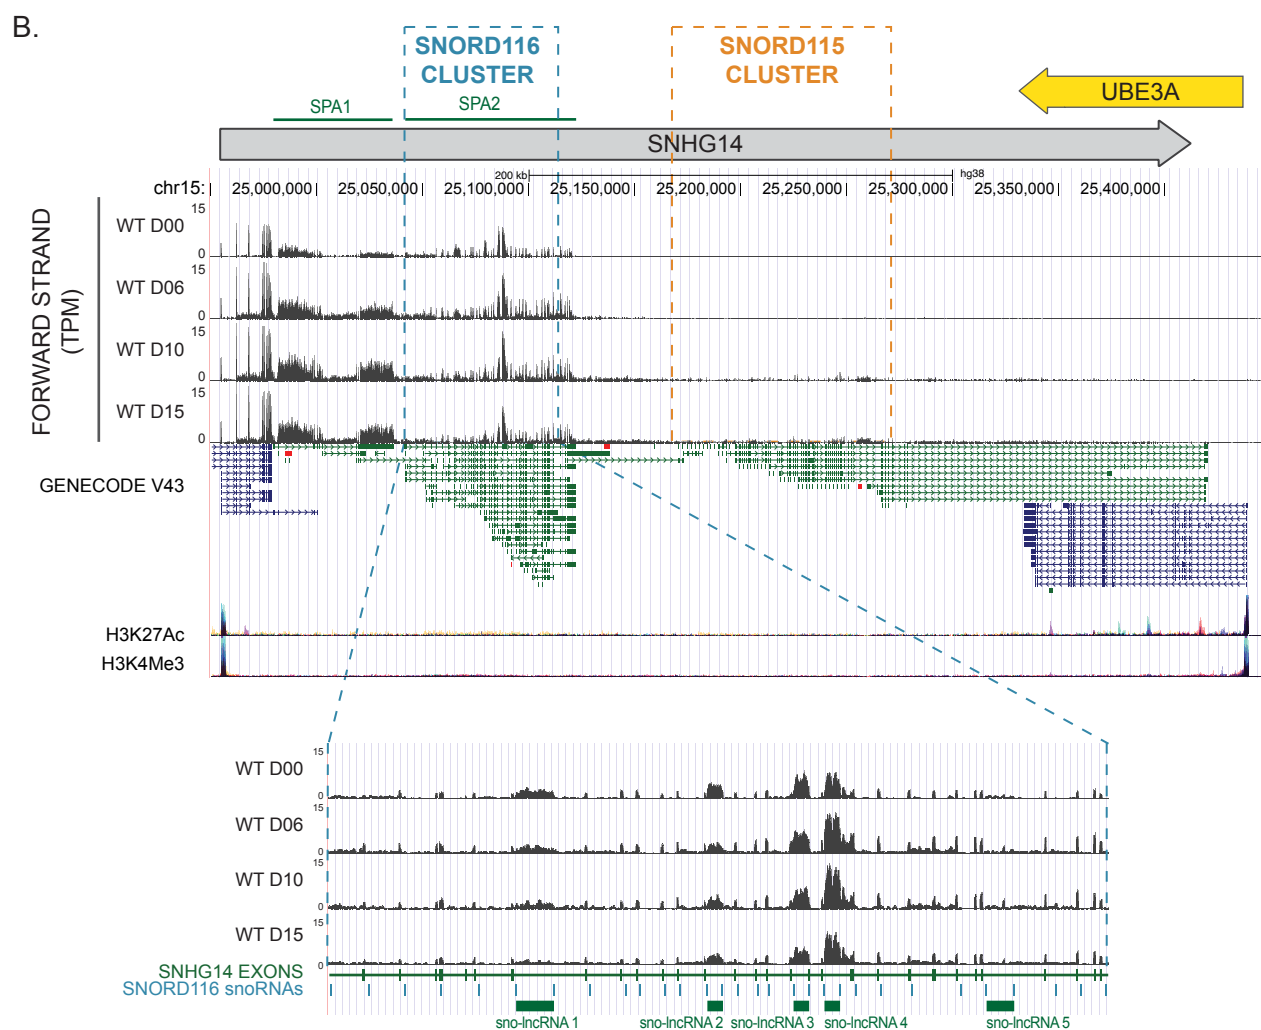 B.
SNORD116
CLUSTER
SNORD115
CLUSTER
UBE3A
SPA1
SPA2
SNHG14
200 kb
hg38
chr15:
25,000,000
25,050,000
25,100,000
25,150,000
25,200,000
25,250,000
25,300,000
25,350,000
25,400,000
FORWARD STRAND
(TPM)
15
WT D00
0
15
WT D06
0
15
WT D10
0
15
WT D15
0
GENECODE V43
H3K27Ac
H3K4Me3
15
WT D00
0
15
WT D06
0
15
WT D10
0
15
WT D15
0
SNHG14 EXONS
SNORD116 snoRNAs
sno-lncRNA 1
sno-lncRNA 2
sno-lncRNA 3
sno-lncRNA 4
sno-lncRNA 5